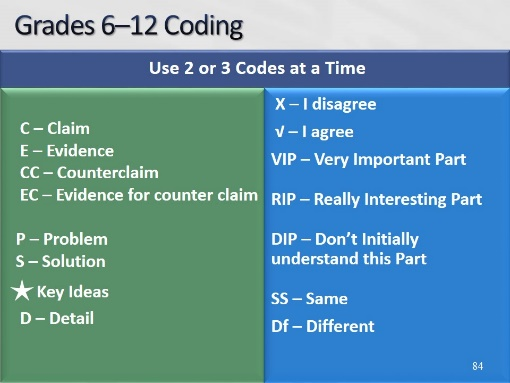 Grades 6–12 Coding
Use 2 or 3 Codes at a Time
C – Claim
E – Evidence
CC – Counterclaim
EC – Evidence for counter claim
P – Problem
S – Solution
★ Key Ideas
D – Detail
X – I disagree
√ – I agree
VIP – Very Important Part
RIP – Really Interesting Part
DIP – Don’t Initially
understand this Part
SS – Same
Df – Different
84